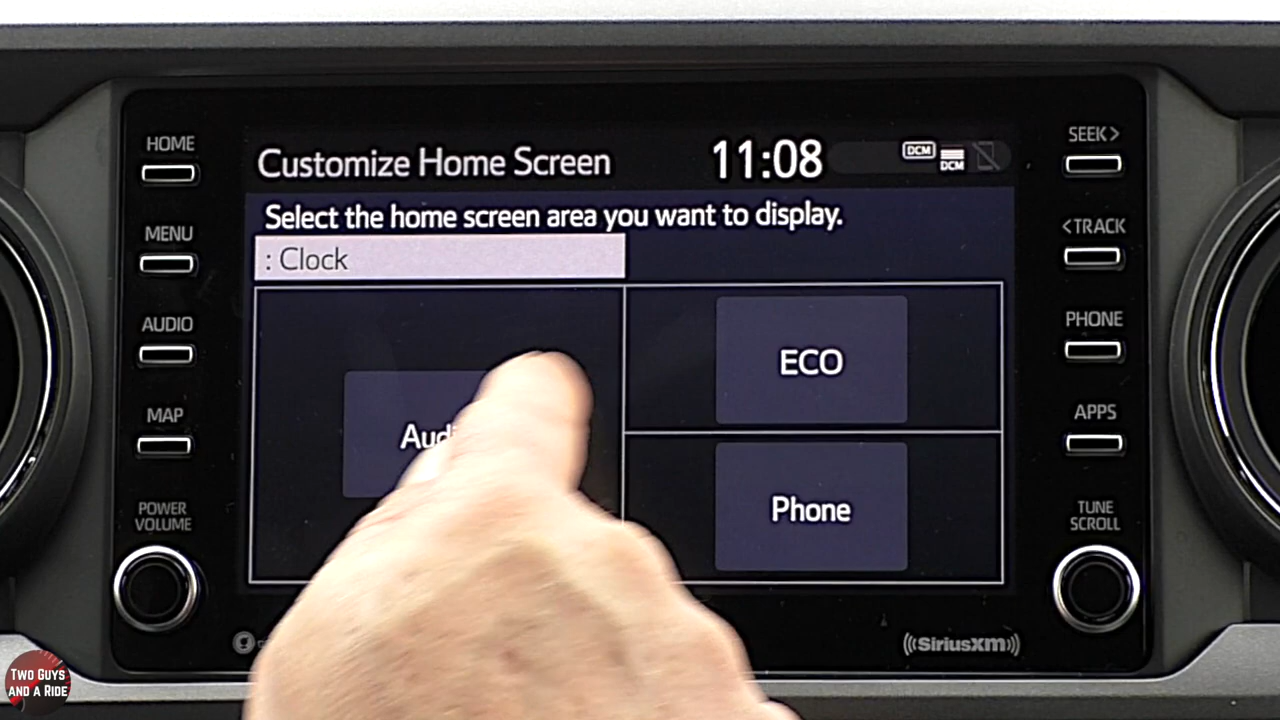 HOME
MENU
AUDIO
MAP
POWER
VOLUME
Customize Home Screen
11:08
DCM
DCM
Select the home screen area you want to display.
: Clock
ECO
Phone
SEEK>
<TRACK
PHONE
APPS
TUNE
SCROLL
((SiriusXM))
TWO GUYS
AND A RIDE